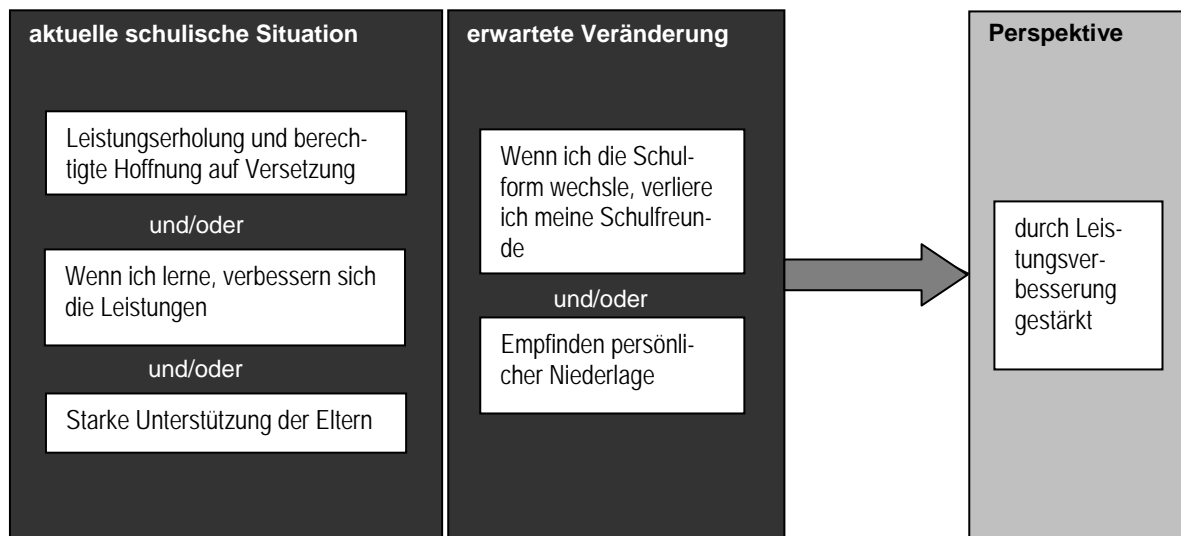 aktuelle schulische Situation
Leistungserholung und berech-
tigte Hoffnung auf Versetzung
und/oder
Wenn ich lerne, verbessern sich
die Leistungen
und/oder
Starke Unterstützung der Eltern
erwartete Veränderung
Wenn ich die Schul-
form wechsle, verliere
ich meine Schulfreun-
de
und/oder
Empfinden persönli-
cher Niederlage
Perspektive
durch Leis-
tungsver-
besserung
gestärkt